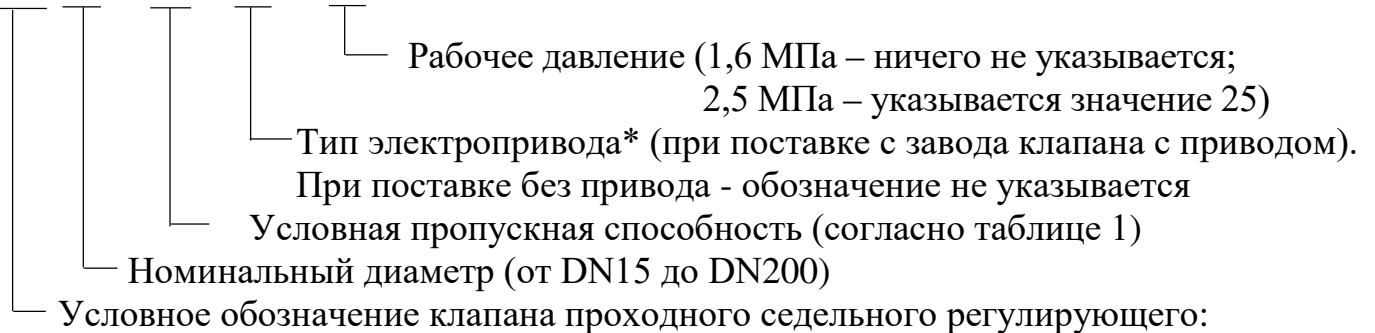 Рабочее давление (1,6 МПа – ничего не указывается;
2,5 МПа – указывается значение 25)
Тип электропривода* (при поставке с завода клапана с приводом).
При поставке без привода - обозначение не указывается
Условная пропускная способность (согласно таблице 1)
Номинальный диаметр (от DN15 до DN200)
Условное обозначение клапана проходного седельного регулирующего: